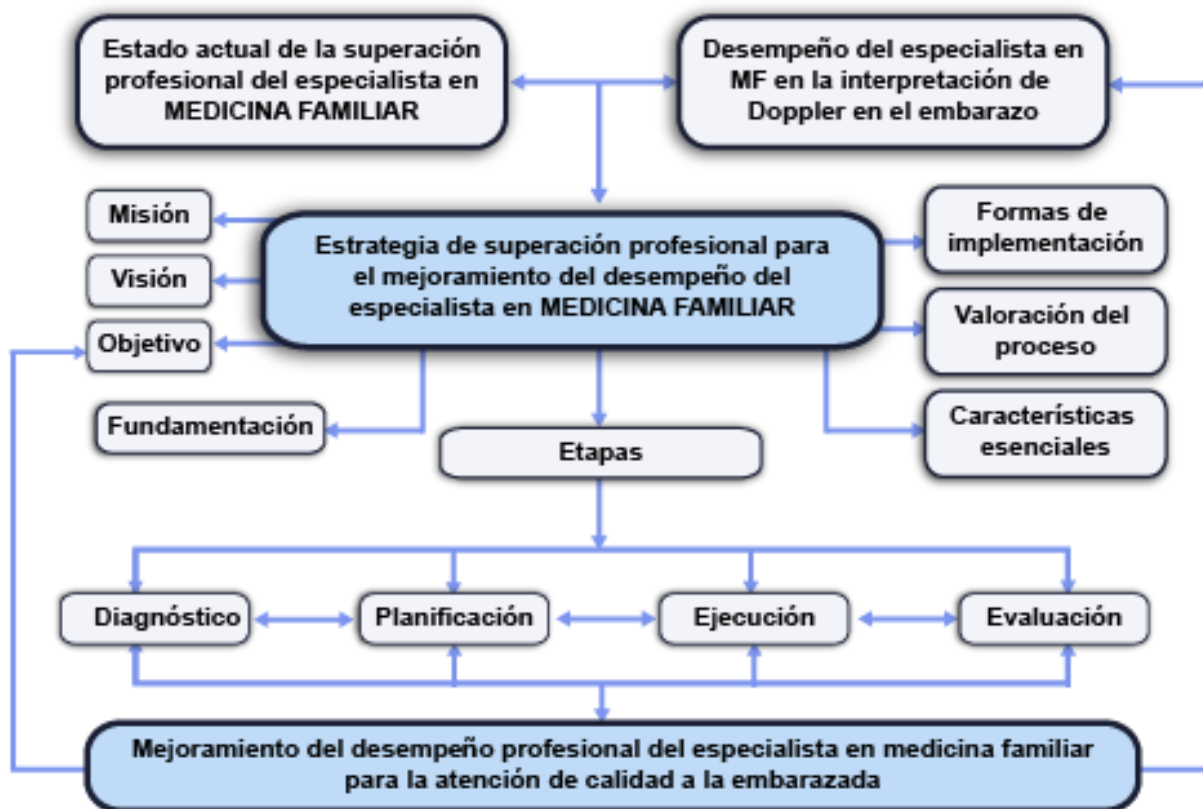 Estado actual de la superación
profesional del especialista en
MEDICINA FAMILIAR
Desempeño del especialista en
MF en la interpretación de
Doppler en el embarazo
Misión
Visión
Objetivo
Fundamentación
Estrategia de superación profesional para
el mejoramiento del desempeño del
especialista en MEDICINA FAMILIAR
Formas de
implementación
Valoración del
proceso
Características
esenciales
Etapas
Diagnóstico
Planificación
Ejecución
Evaluación
Mejoramiento del desempeño profesional del especialista en medicina familiar
para la atención de calidad a la embarazada